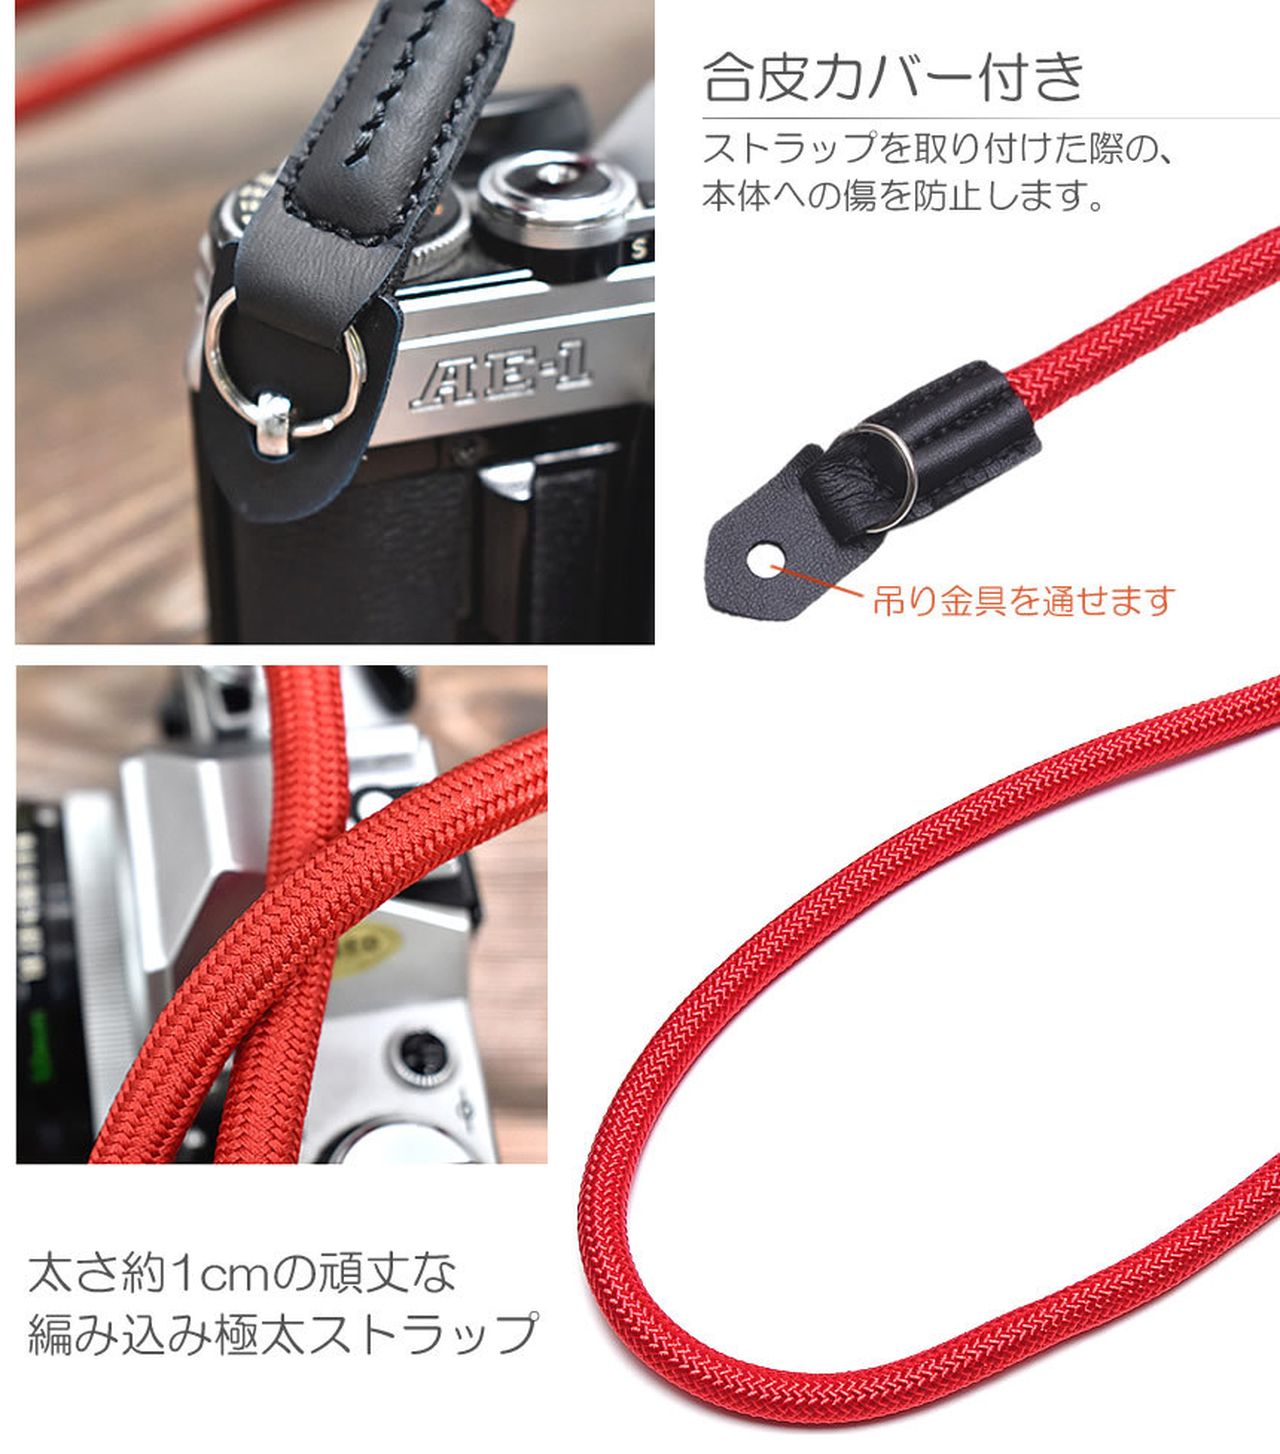 合皮カバー付き
ストラップを取り付けた際の、
本体への傷を防止します。
S
AE-1
吊り金具を通せます
太さ約1cmの頑丈な
編み込み極太ストラップ